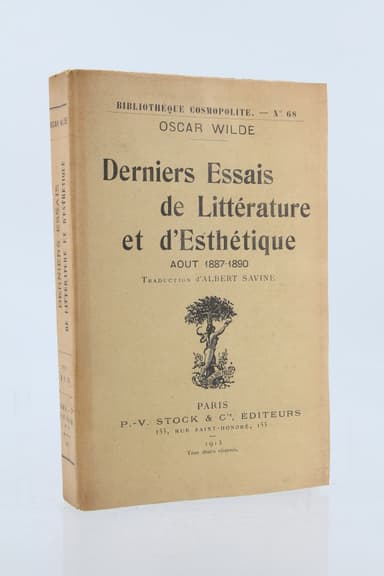 BIBLIOTHÈQUE COSMOPOLITE. — N° 68
OSCAR WILDE
Derniers Essais
de Littérature
et d'Esthétique
AOUT 1887-1890
TRADUCTION D'ALBERT SAVINE
PARIS
P.-V. STOCK & Cie, ÉDITEURS
155, RUE SAINT-HONORÉ, 155
1913
Tous droits réservés.
OSCAR WILDE
DERNIERS ESSAIS
DE LITTÉRATURE ET D'ESTHÉTIQUE